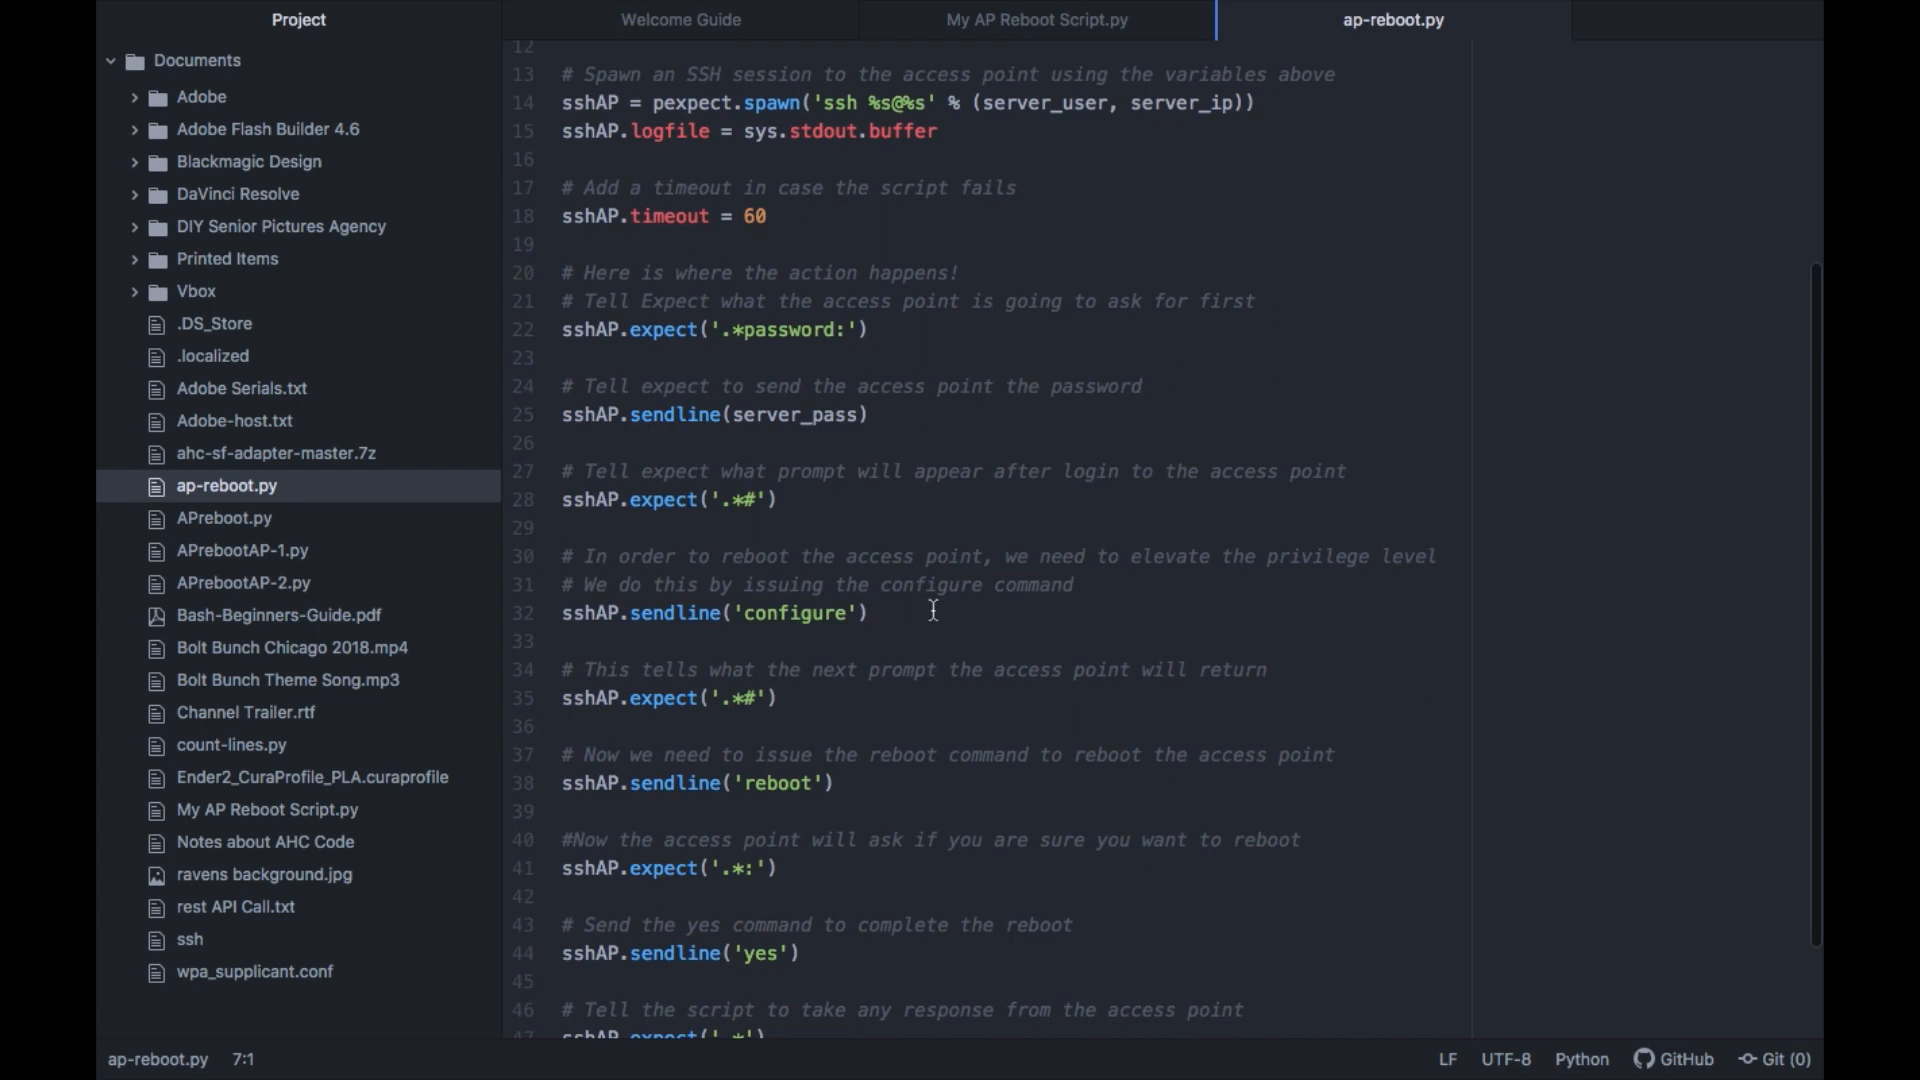 Project
Welcome Guide
My AP Reboot Script.py
ap-reboot.py
Documents
Adobe
Adobe Flash Builder 4.6
Blackmagic Design
DaVinci Resolve
DIY Senior Pictures Agency
Printed Items
Vbox
.DS_Store
.localized
Adobe Serials.txt
Adobe-host.txt
ahc-sf-adapter-master.7z
ap-reboot.py
APreboot.py
APrebootAP-1.py
APrebootAP-2.py
Bash-Beginners-Guide.pdf
Bolt Bunch Chicago 2018.mp4
Bolt Bunch Theme Song.mp3
Channel Trailer.rtf
count-lines.py
Ender2_CuraProfile_PLA.curaprofile
My AP Reboot Script.py
Notes about AHC Code
ravens background.jpg
rest API Call.txt
ssh
wpa_supplicant.conf
12
13 # Spawn an SSH session to the access point using the variables above
14 sshAP = pexpect.spawn('ssh %s@%s' % (server_user, server_ip))
15 sshAP.logfile = sys.stdout.buffer
16
17 # Add a timeout in case the script fails
18 sshAP.timeout = 60
19
20 # Here is where the action happens!
21 # Tell Expect what the access point is going to ask for first
22 sshAP.expect('.*password:')
23
24 # Tell expect to send the access point the password
25 sshAP.sendline(server_pass)
26
27 # Tell expect what prompt will appear after login to the access point
28 sshAP.expect('.*#')
29
30 # In order to reboot the access point, we need to elevate the privilege level
31 # We do this by issuing the configure command
32 sshAP.sendline('configure')
33
34 # This tells what the next prompt the access point will return
35 sshAP.expect('.*#')
36
37 # Now we need to issue the reboot command to reboot the access point
38 sshAP.sendline('reboot')
39
40 #Now the access point will ask if you are sure you want to reboot
41 sshAP.expect('.*:')
42
43 # Send the yes command to complete the reboot
44 sshAP.sendline('yes')
45
46 # Tell the script to take any response from the access point
47 sshAP.expect('.*')
ap-reboot.py 7:1
LF UTF-8 Python GitHub Git (0)